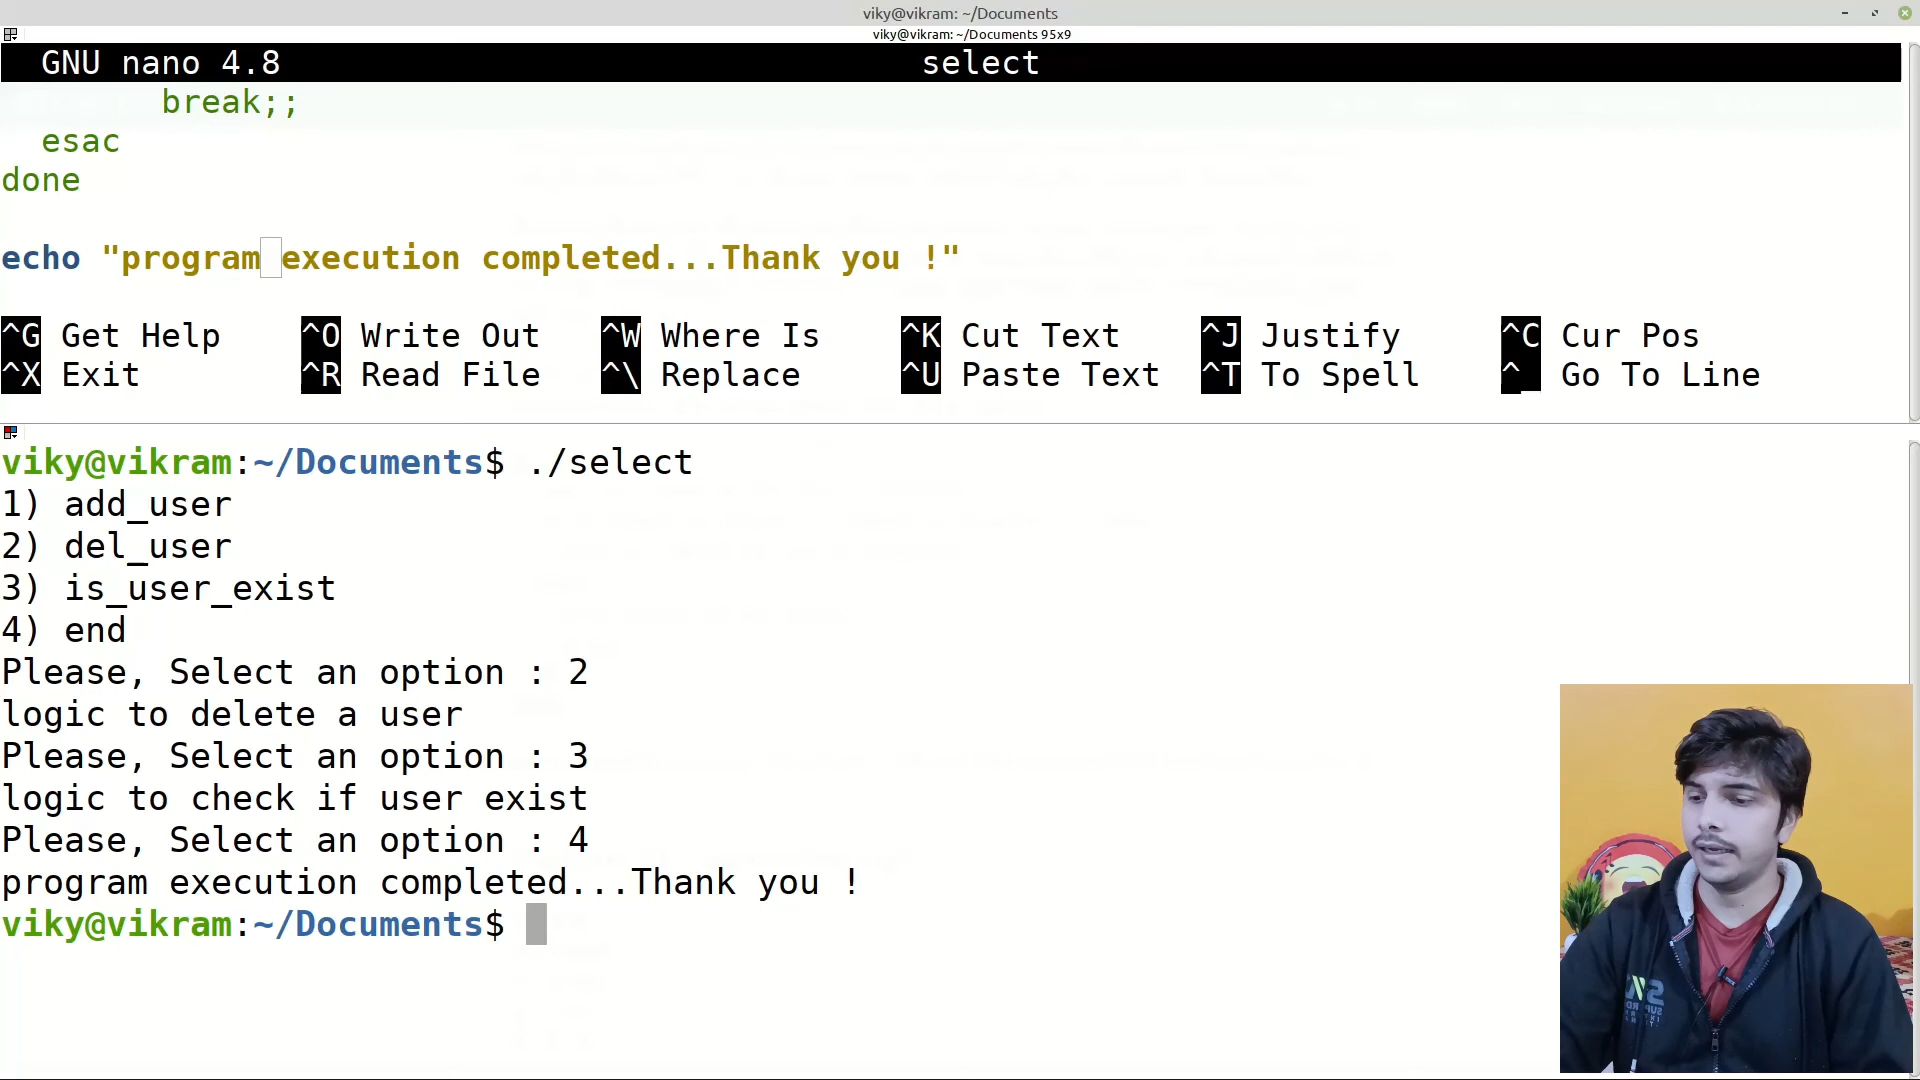 viky@vikram: ~/Documents
viky@vikram: ~/Documents 95x9
GNU nano 4.8 select
break;;
esac
done
echo "program execution completed...Thank you !"
^G Get Help ^O Write Out ^W Where Is ^K Cut Text ^J Justify ^C Cur Pos
^X Exit ^R Read File ^\ Replace ^U Paste Text ^T To Spell ^_ Go To Line
viky@vikram:~/Documents$ ./select
1) add_user
2) del_user
3) is_user_exist
4) end
Please, Select an option : 2
logic to delete a user
Please, Select an option : 3
logic to check if user exist
Please, Select an option : 4
program execution completed...Thank you !
viky@vikram:~/Documents$